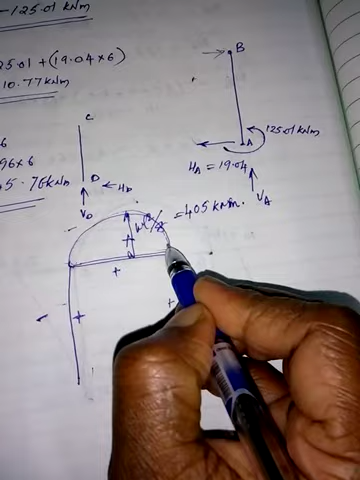 -125.01 kNm
25.01 + (19.04 x 6)
10.77 kNm
B
C
6
96 x 6
5.76 kNm
125.01 kNm
A
HA = 19.04
D
HD
VD
VA
= 405 kNm.
+
+
+
-